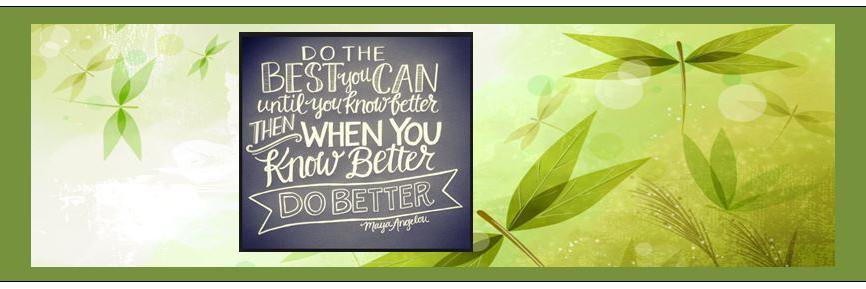 DO THE
BEST you CAN
until you know better
THEN WHEN YOU
Know Better
DO BETTER
-Maya Angelou